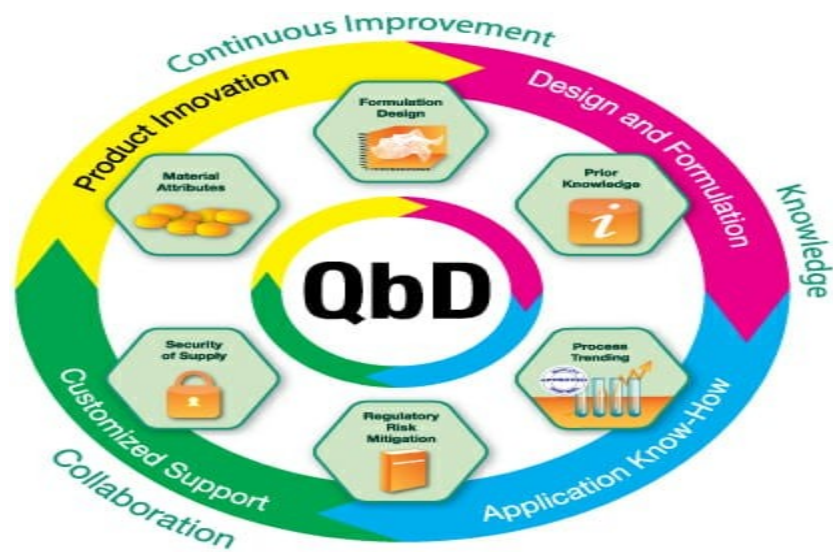 Continuous Improvement
Product Innovation
Design and Formulation
Knowledge
Formulation
Design
Material
Attributes
Prior
Knowledge
QbD
Security
of Supply
Process
Trending
APPROVED
Regulatory
Risk
Mitigation
Customized Support
Application Know-How
Collaboration